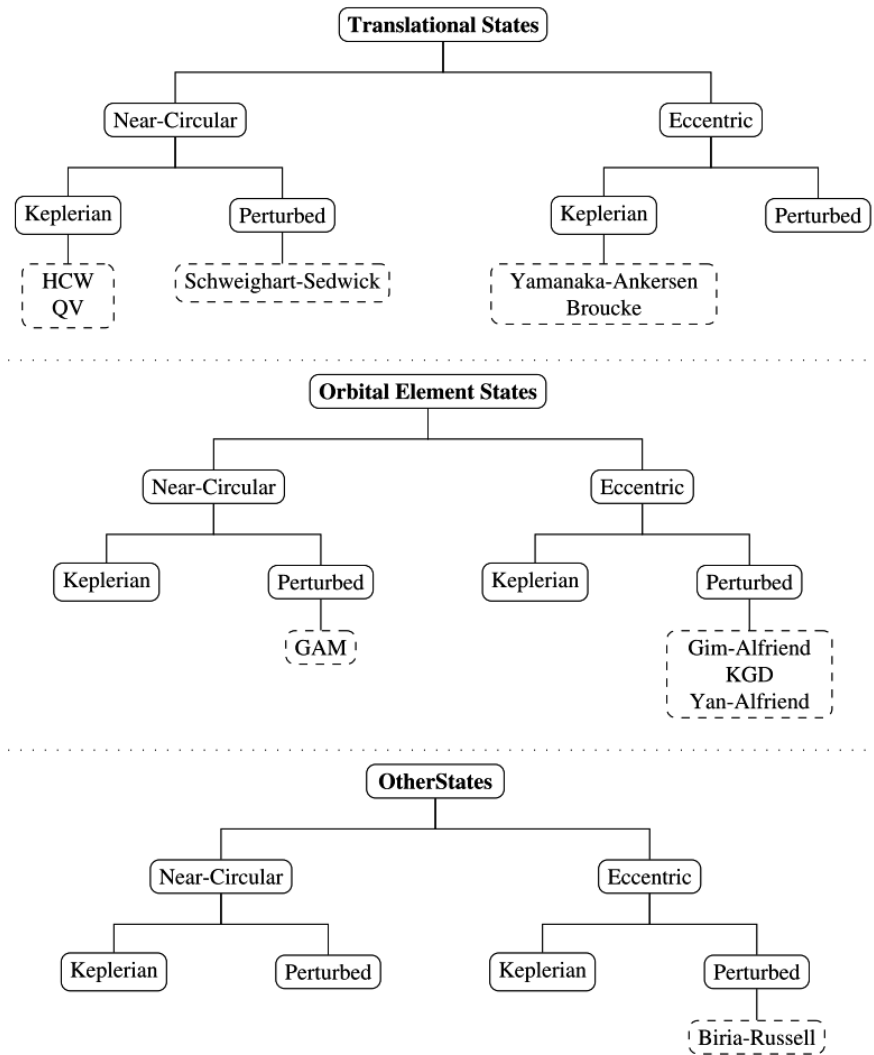 Translational States
Near-Circular
Eccentric
Keplerian
Perturbed
Keplerian
Perturbed
HCW
QV
Schweighart-Sedwick
Yamanaka-Ankersen
Broucke
Orbital Element States
Near-Circular
Eccentric
Keplerian
Perturbed
Keplerian
Perturbed
GAM
Gim-Alfriend
KGD
Yan-Alfriend
OtherStates
Near-Circular
Eccentric
Keplerian
Perturbed
Keplerian
Perturbed
Biria-Russell